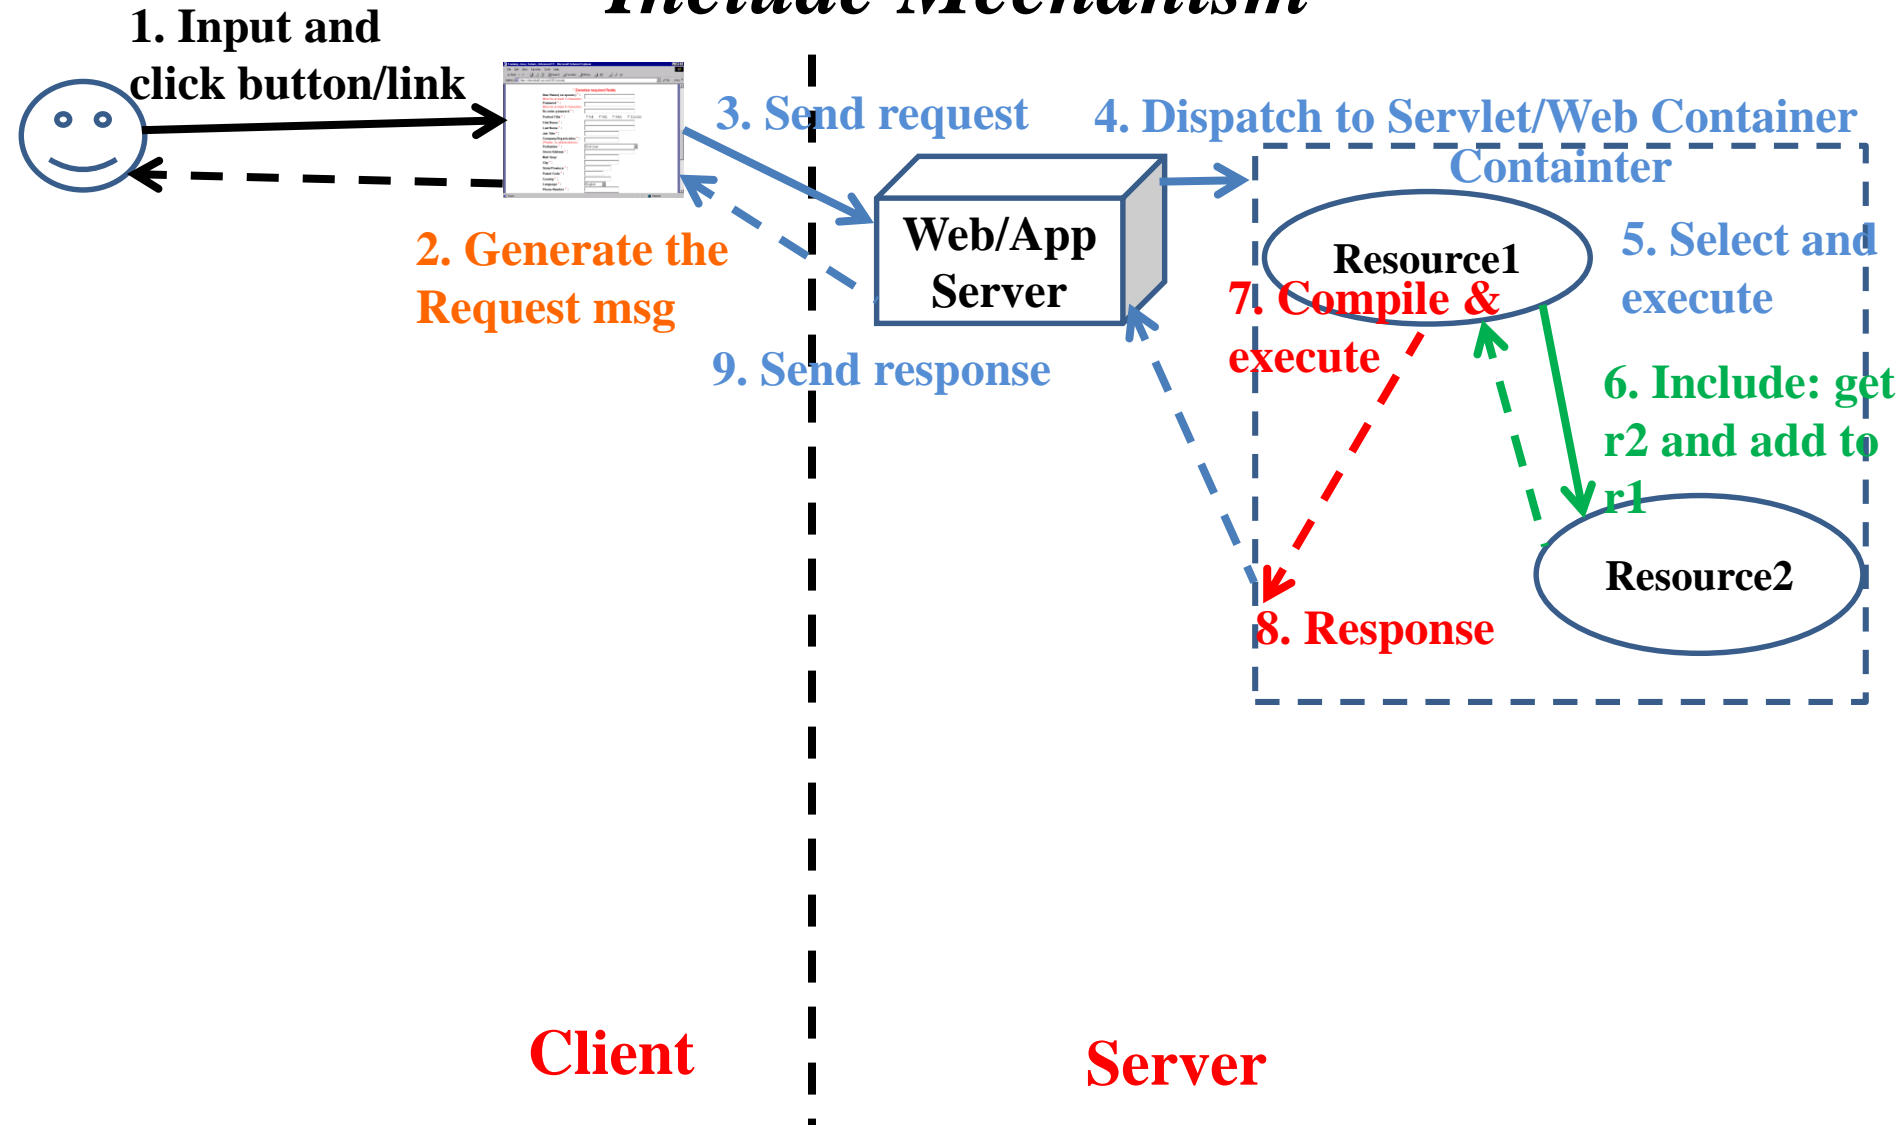 Include Mechanism
1. Input and
click button/link
3. Send request
4. Dispatch to Servlet/Web Container
Containter
Web/App
Server
Resource1
5. Select and
execute
2. Generate the
Request msg
7. Compile &
execute
9. Send response
6. Include: get
r2 and add to
r1
Resource2
8. Response
Client
Server